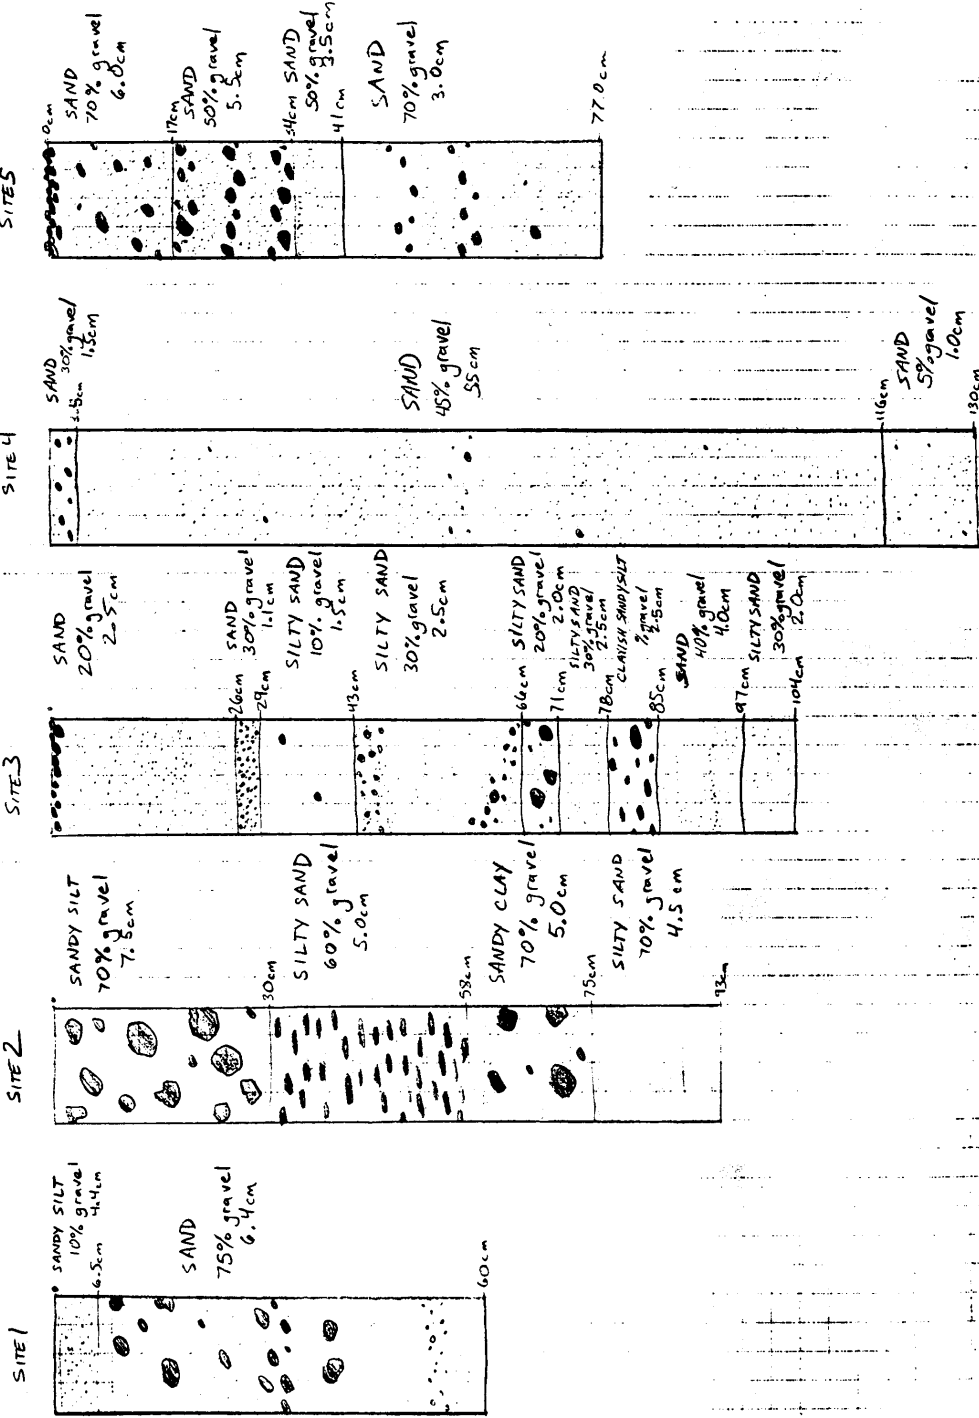 SITE 5
0cm
SAND
70% gravel
6.0cm
17cm
SAND
50% gravel
5.5cm
34cm
SAND
50% gravel
3.5cm
41cm
SAND
70% gravel
3.0cm
77.0cm
SITE 4
SAND
30% gravel
1.5cm
SAND
45% gravel
55cm
116cm
SAND
5% gravel
1.0cm
130cm
SITE 3
SAND
20% gravel
2.5cm
26cm
SAND
30% gravel
1.1cm
29cm
SILTY SAND
10% gravel
1.5cm
43cm
SILTY SAND
30% gravel
2.5cm
66cm
SILTY SAND
20% gravel
2.0cm
71cm
SILTY SAND
30% gravel
2.5cm
78cm
CLAYISH SANDY SILT
% gravel
2.5cm
85cm
SAND
40% gravel
4.0cm
97cm
SILTY SAND
30% gravel
2.0cm
104cm
SITE 2
SANDY SILT
70% gravel
7.5cm
30cm
SILTY SAND
60% gravel
5.0cm
58cm
SANDY CLAY
70% gravel
5.0cm
75cm
SILTY SAND
70% gravel
4.5cm
93cm
SITE 1
SANDY SILT
10% gravel
4.4cm
6.5cm
SAND
75% gravel
6.4cm
60cm